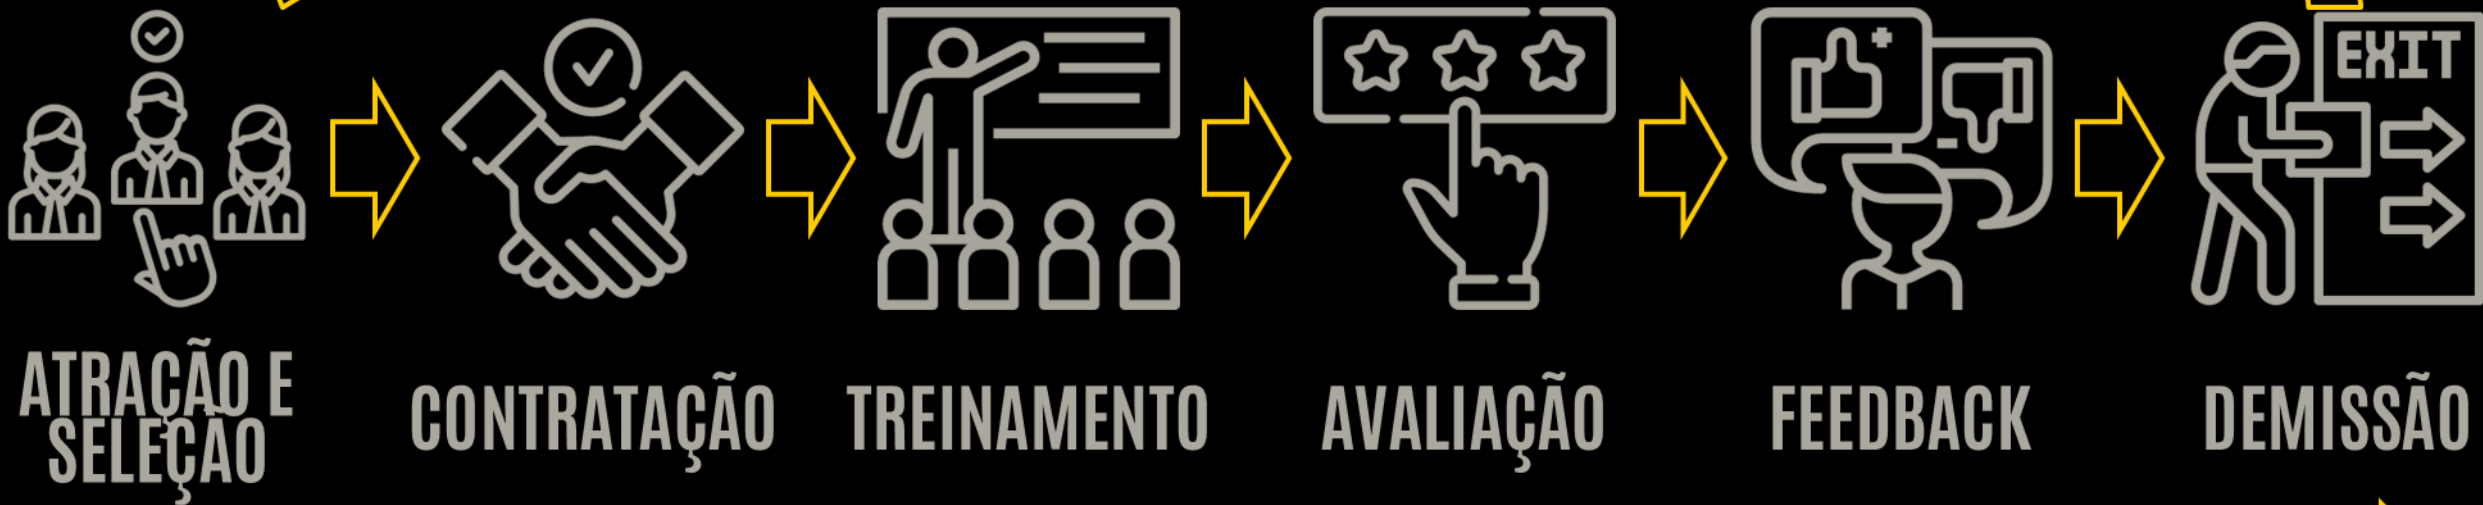 EXIT
ATRAÇÃO E
SELEÇÃO
CONTRATAÇÃO
TREINAMENTO
AVALIAÇÃO
FEEDBACK
DEMISSÃO